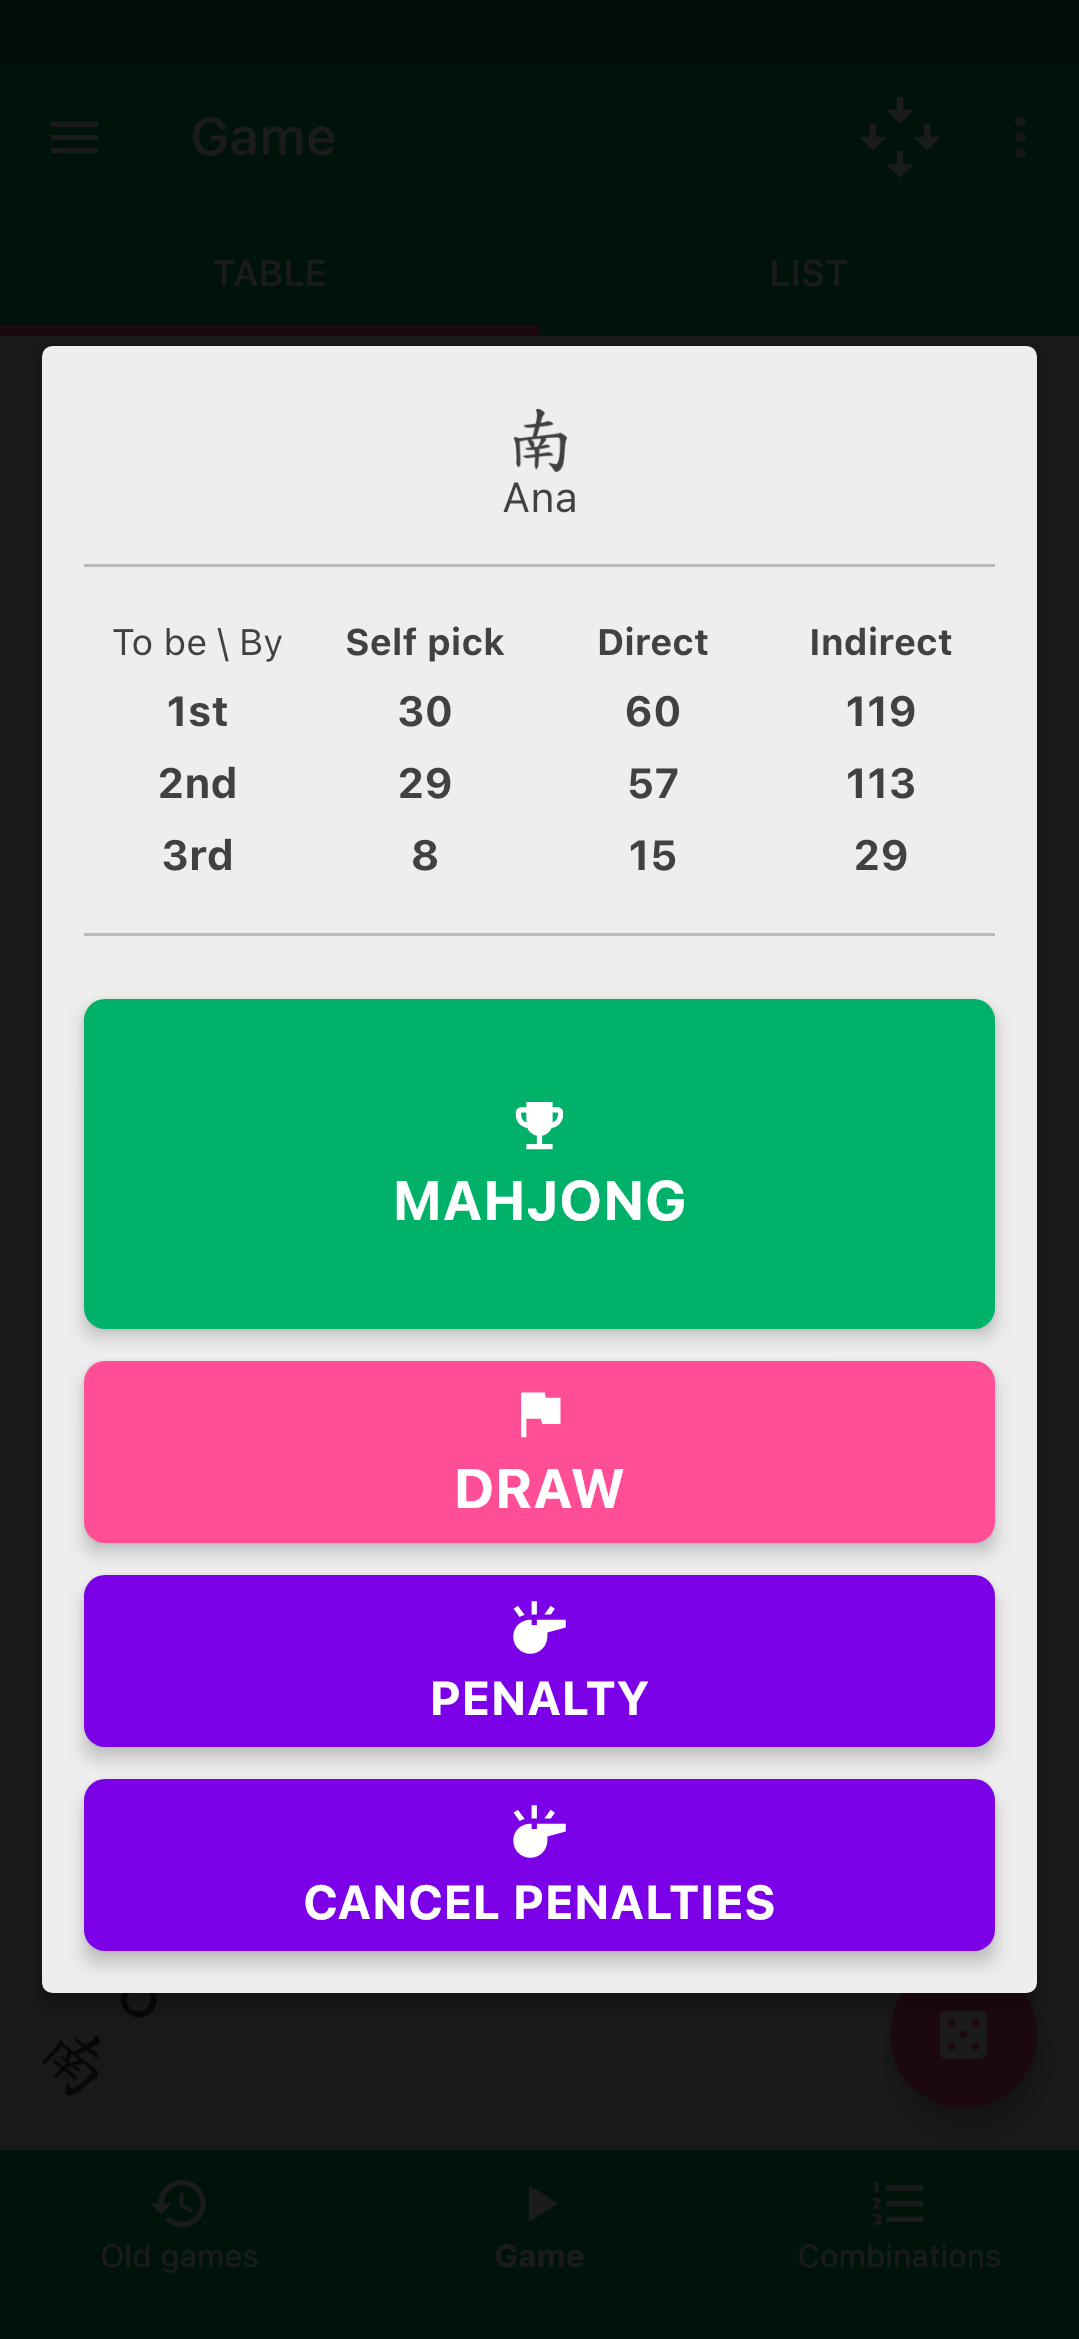 Game
TABLE LIST
南
Ana
To be \ By Self pick Direct Indirect
1st 30 60 119
2nd 29 57 113
3rd 8 15 29
MAHJONG
DRAW
PENALTY
CANCEL PENALTIES
南
Old games Game Combinations